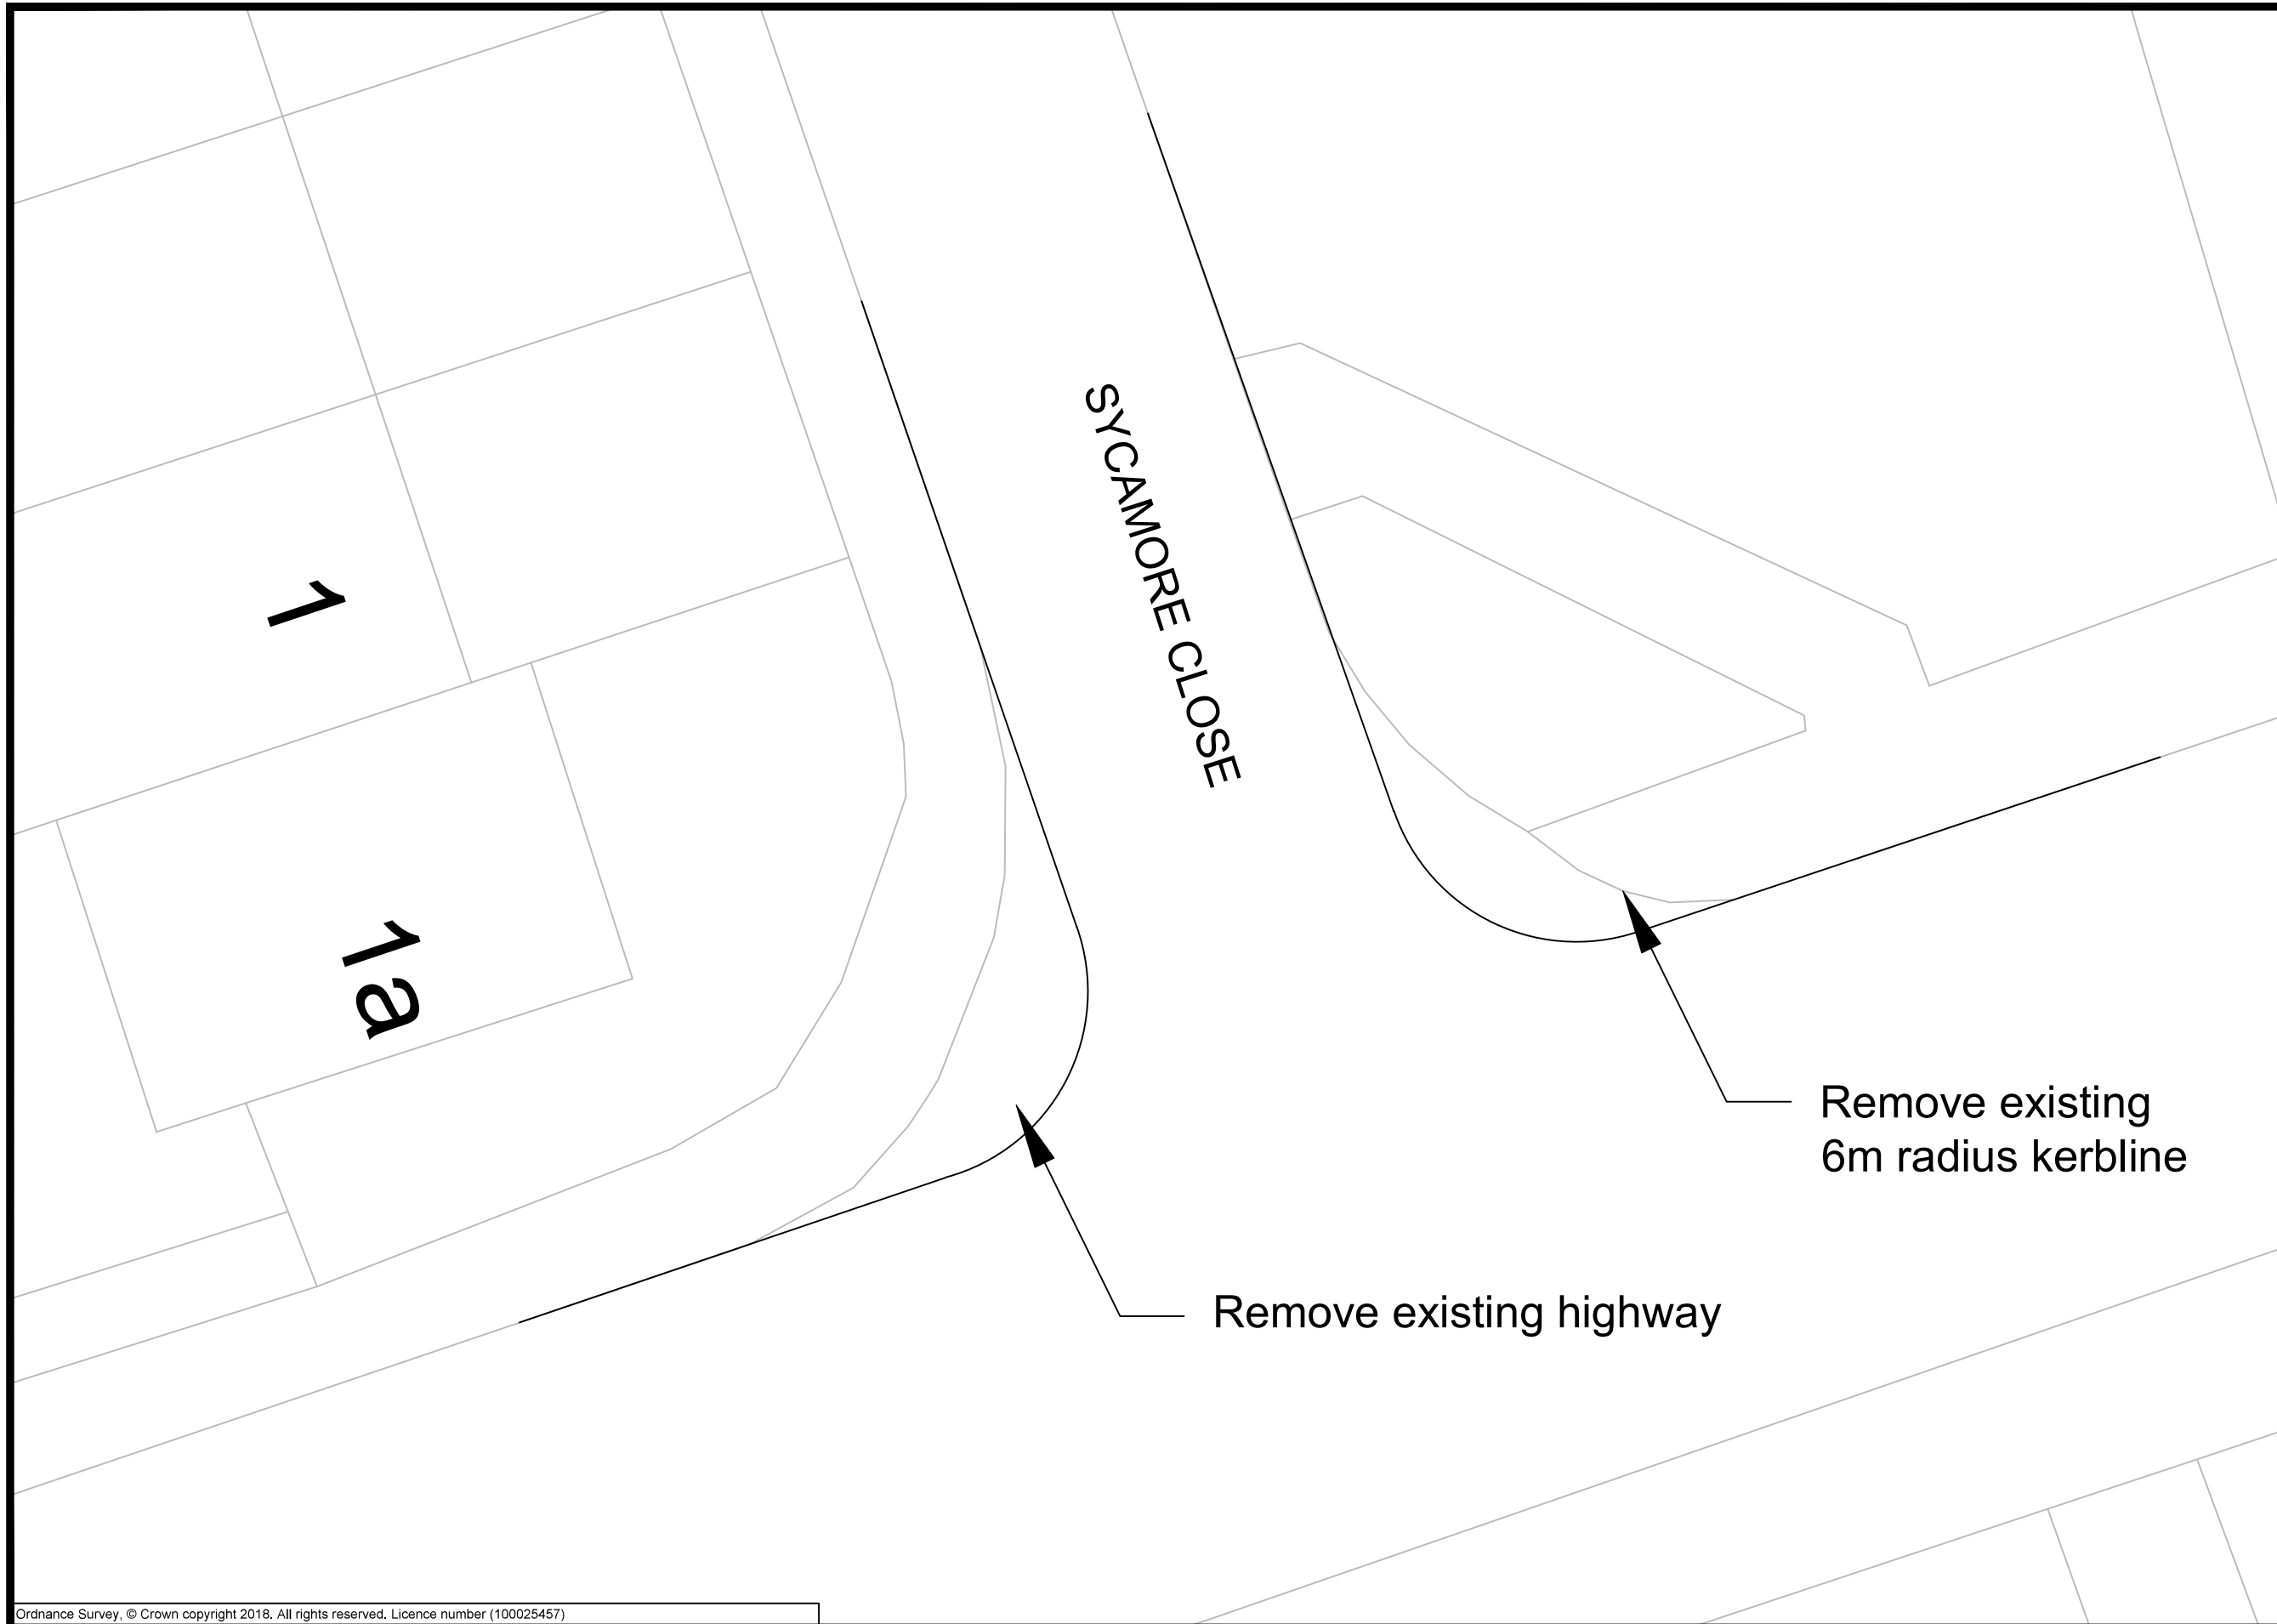 SYCAMORE CLOSE
1
1a
Remove existing
6m radius kerbline
Remove existing highway
Ordnance Survey, © Crown copyright 2018. All rights reserved. Licence number (100025457)